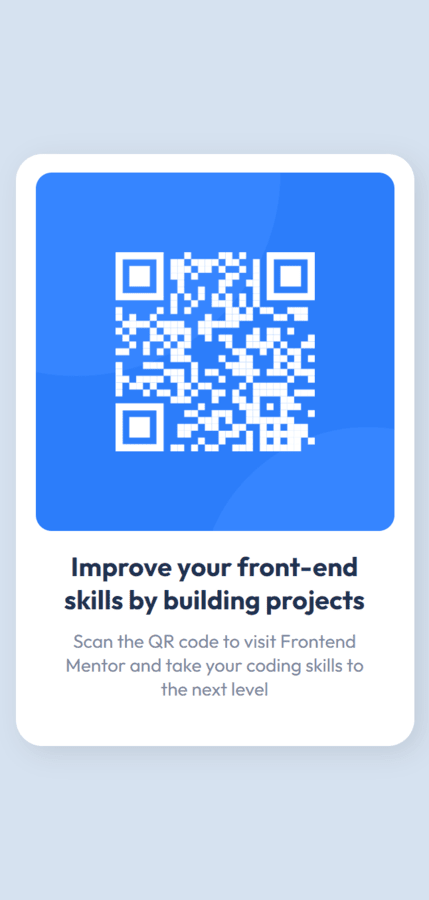 Improve your front-end
skills by building projects
Scan the QR code to visit Frontend
Mentor and take your coding skills to
the next level